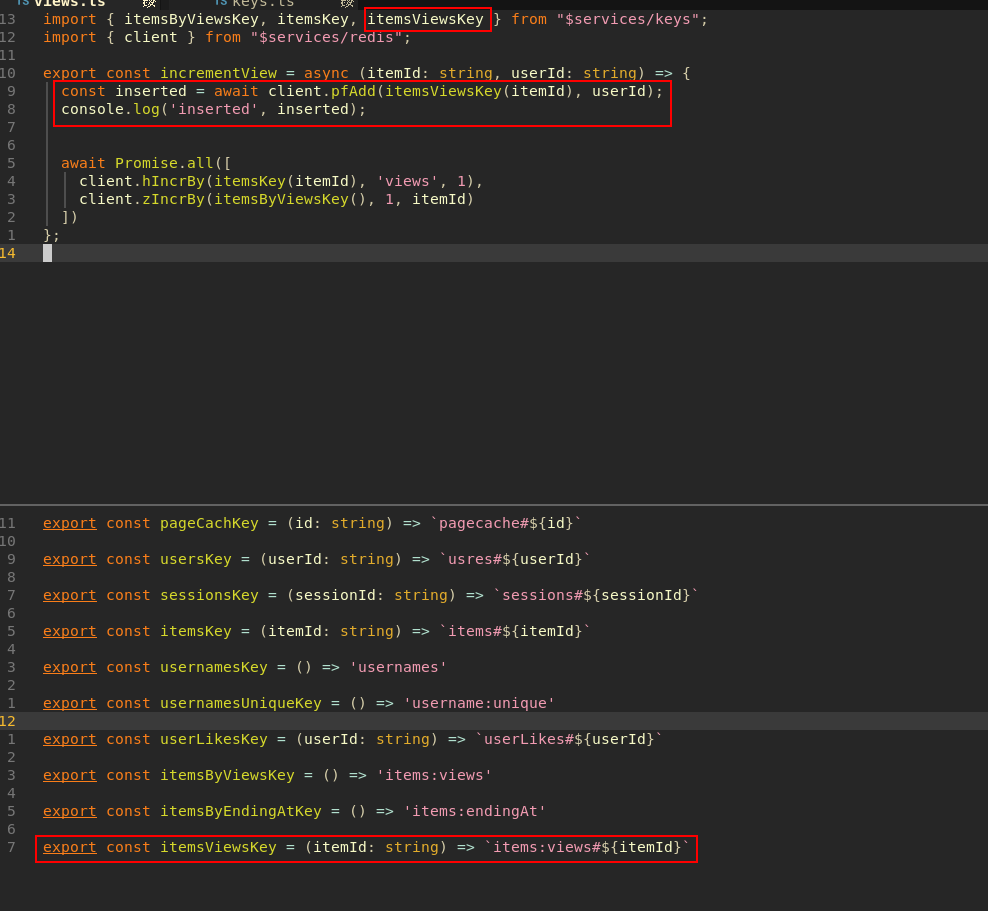 TS views.ts TS keys.ts
13 import { itemsByViewsKey, itemsKey, itemsViewsKey } from "$services/keys";
12 import { client } from "$services/redis";
11
10 export const incrementView = async (itemId: string, userId: string) => {
9 const inserted = await client.pfAdd(itemsViewsKey(itemId), userId);
8 console.log('inserted', inserted);
7
6
5 await Promise.all([
4 client.hIncrBy(itemsKey(itemId), 'views', 1),
3 client.zIncrBy(itemsByViewsKey(), 1, itemId)
2 ])
1 };
14
11 export const pageCachKey = (id: string) => `pagecache#${id}`
10
9 export const usersKey = (userId: string) => `usres#${userId}`
8
7 export const sessionsKey = (sessionId: string) => `sessions#${sessionId}`
6
5 export const itemsKey = (itemId: string) => `items#${itemId}`
4
3 export const usernamesKey = () => 'usernames'
2
1 export const usernamesUniqueKey = () => 'username:unique'
12
1 export const userLikesKey = (userId: string) => `userLikes#${userId}`
2
3 export const itemsByViewsKey = () => 'items:views'
4
5 export const itemsByEndingAtKey = () => 'items:endingAt'
6
7 export const itemsViewsKey = (itemId: string) => `items:views#${itemId}`